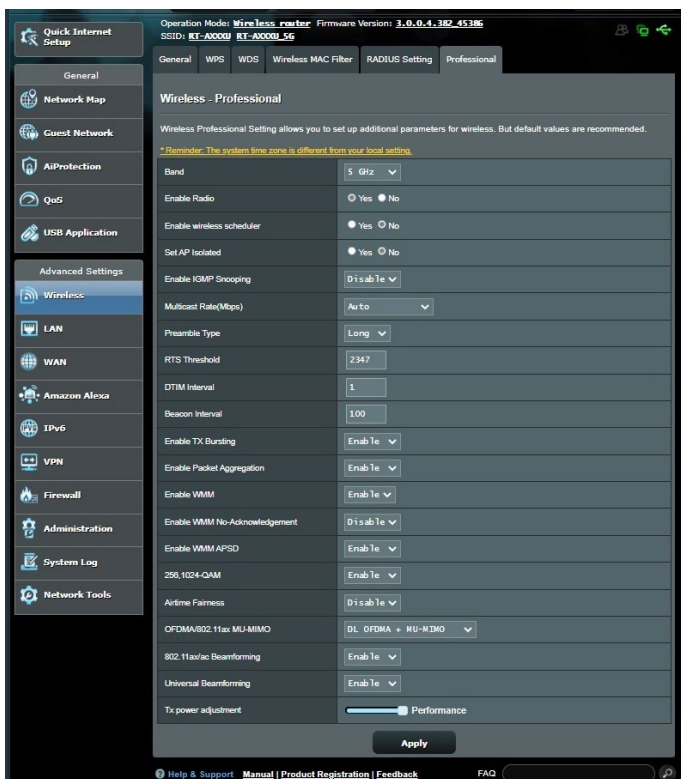 Quick Internet
Setup
Operation Mode: Wireless router Firmware Version: 3.0.0.4.382_45386
SSID: RT-AXXXU RT-AXXXU_5G
General WPS WDS Wireless MAC Filter RADIUS Setting Professional
General
Network Map
Guest Network
AiProtection
QoS
USB Application
Advanced Settings
Wireless
LAN
WAN
Amazon Alexa
IPv6
VPN
Firewall
Administration
System Log
Network Tools
Wireless - Professional
Wireless Professional Setting allows you to set up additional parameters for wireless. But default values are recommended.
* Reminder: The system time zone is different from your local setting.
Band 5 GHz
Enable Radio Yes No
Enable wireless scheduler Yes No
Set AP Isolated Yes No
Enable IGMP Snooping Disable
Multicast Rate(Mbps) Auto
Preamble Type Long
RTS Threshold 2347
DTIM Interval 1
Beacon Interval 100
Enable TX Bursting Enable
Enable Packet Aggregation Enable
Enable WMM Enable
Enable WMM No-Acknowledgement Disable
Enable WMM APSD Enable
256,1024-QAM Enable
Airtime Fairness Disable
OFDMA/802.11ax MU-MIMO DL OFDMA + MU-MIMO
802.11ax/ac Beamforming Enable
Universal Beamforming Enable
Tx power adjustment Performance
Apply
Help & Support Manual | Product Registration | Feedback FAQ